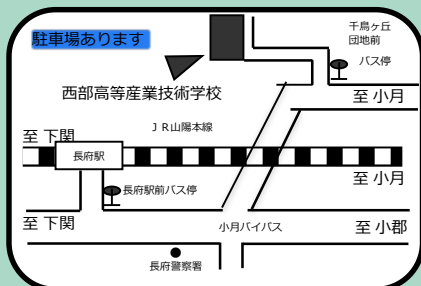 駐車場あります
千鳥ヶ丘
団地前
バス停
西部高等産業技術学校
至 小月
ＪＲ山陽本線
至 下関
長府駅
至 小月
長府駅前バス停
至 下関
小月バイパス
至 小郡
長府警察署